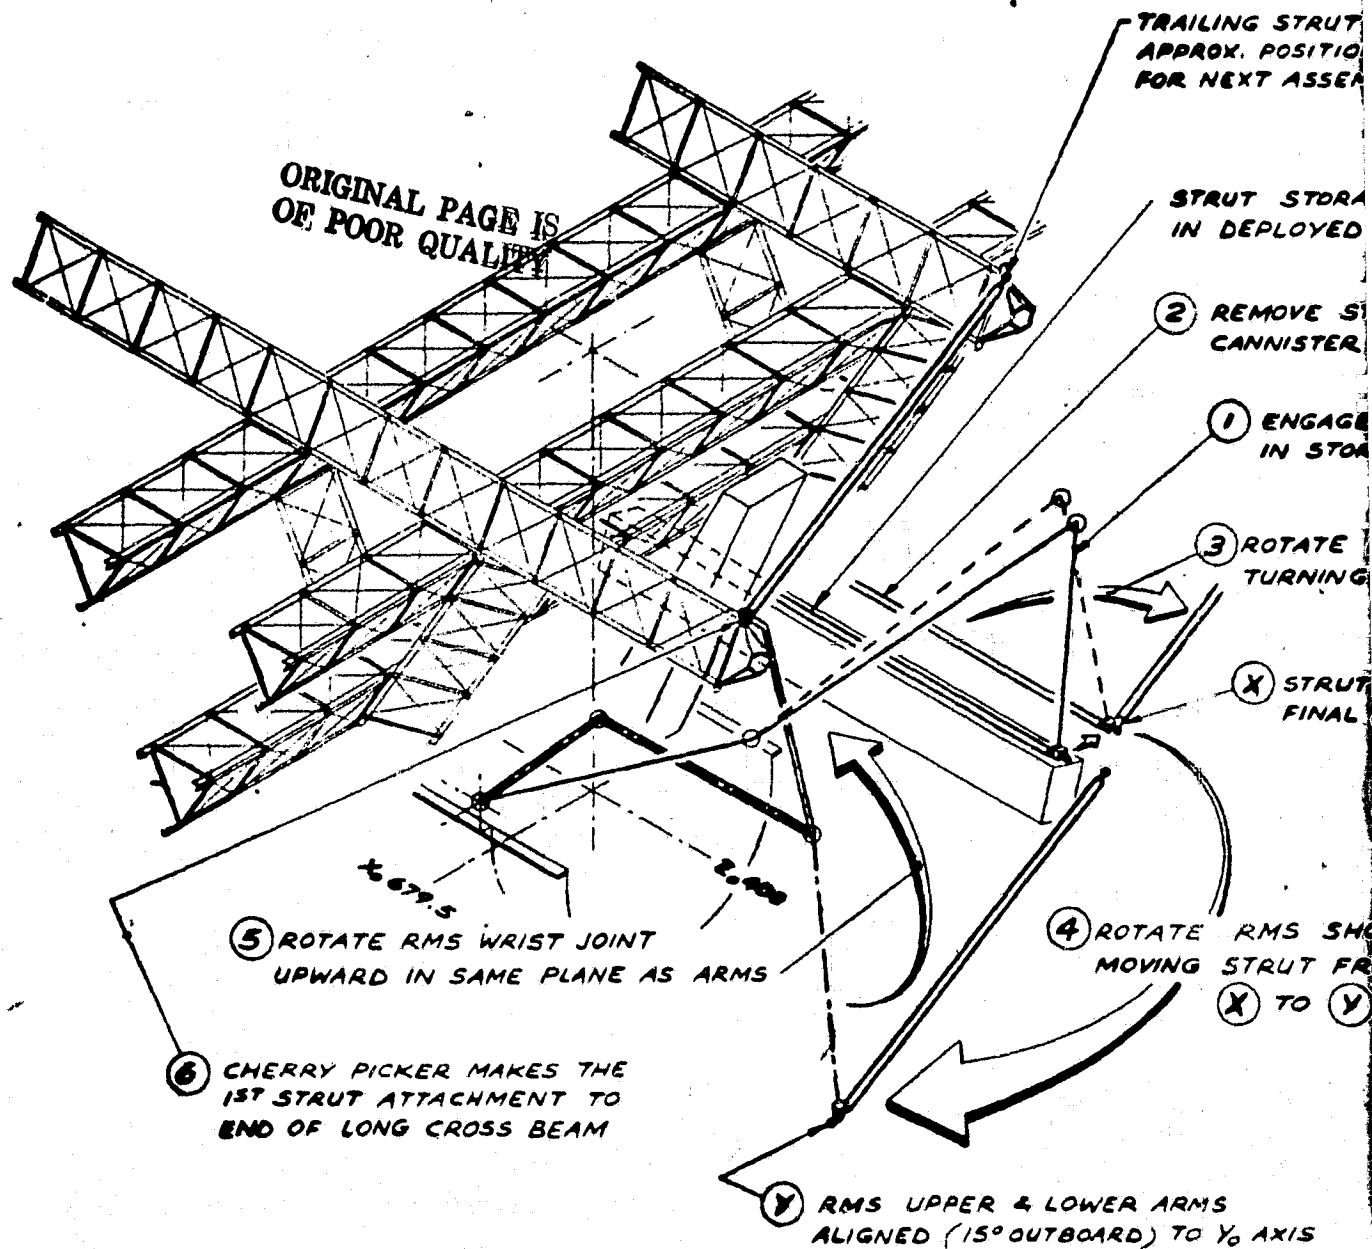 TRAILING STRUT
APPROX. POSITIO
FOR NEXT ASSEM
ORIGINAL PAGE IS
OF POOR QUALITY
STRUT STORA
IN DEPLOYED
2 REMOVE ST
CANNISTER
1 ENGAGE
IN STOR
3 ROTATE
TURNING
X STRUT
FINAL
X₀ 679.5
5 ROTATE RMS WRIST JOINT
UPWARD IN SAME PLANE AS ARMS
4 ROTATE RMS SHO
MOVING STRUT FR
X TO Y
6 CHERRY PICKER MAKES THE
1ST STRUT ATTACHMENT TO
END OF LONG CROSS BEAM
Y RMS UPPER & LOWER ARMS
ALIGNED (15° OUTBOARD) TO Y₀ AXIS